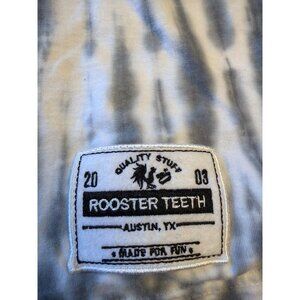 QUALITY STUFF
20 03
ROOSTER TEETH
AUSTIN, TX
MADE FOR FUN